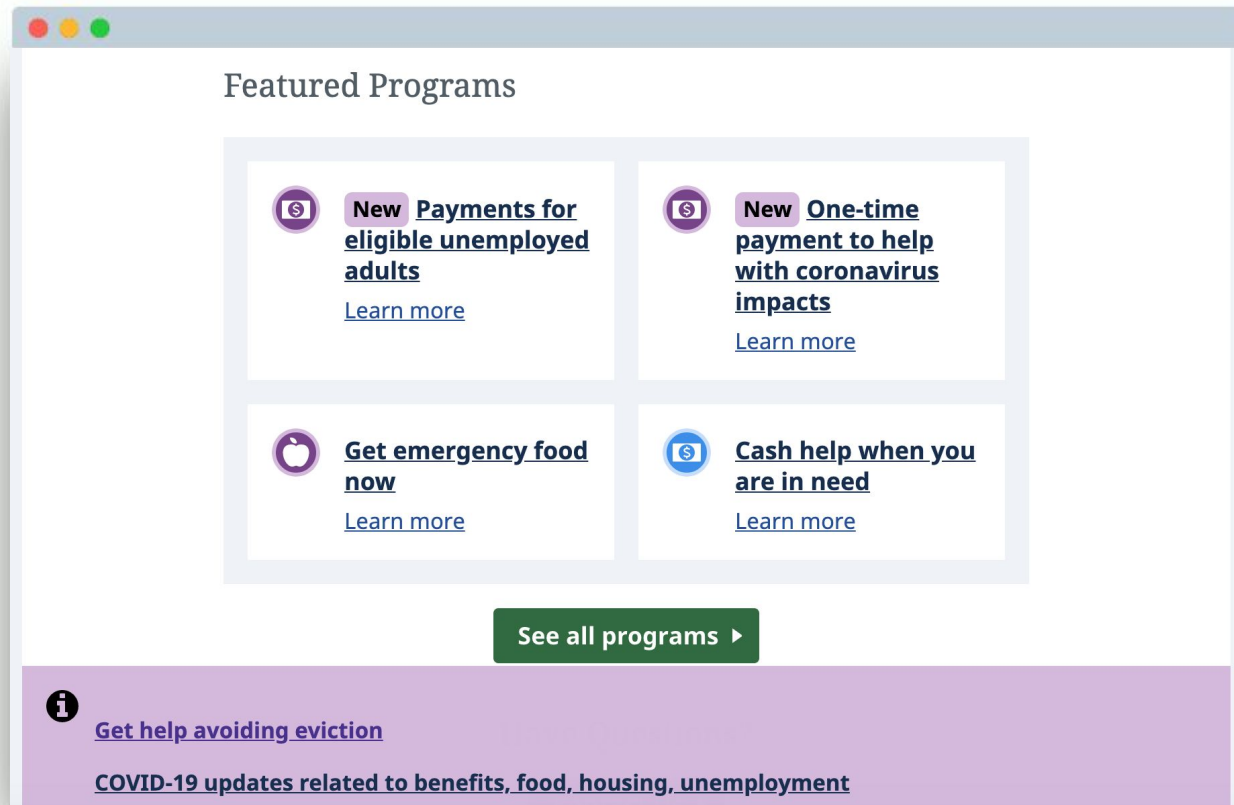 Featured Programs
New Payments for
eligible unemployed
adults
Learn more
New One-time
payment to help
with coronavirus
impacts
Learn more
Get emergency food
now
Learn more
Cash help when you
are in need
Learn more
See all programs
Get help avoiding eviction
COVID-19 updates related to benefits, food, housing, unemployment